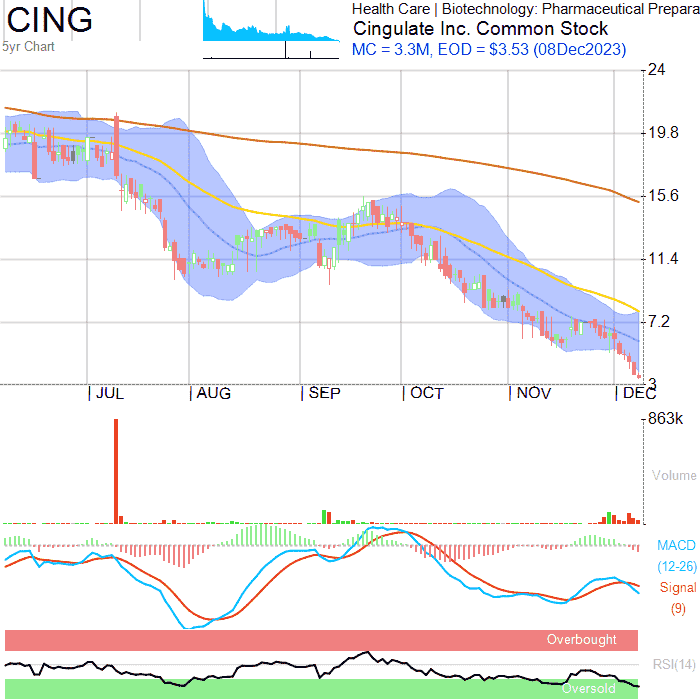 CING
5yr Chart
Health Care | Biotechnology: Pharmaceutical Prepara
Cingulate Inc. Common Stock
MC = 3.3M, EOD = $3.53 (08Dec2023)
24
19.8
15.6
11.4
7.2
3
JUL
AUG
SEP
OCT
NOV
DEC
863k
Volume
MACD
(12-26)
Signal
(9)
Overbought
RSI(14)
Oversold